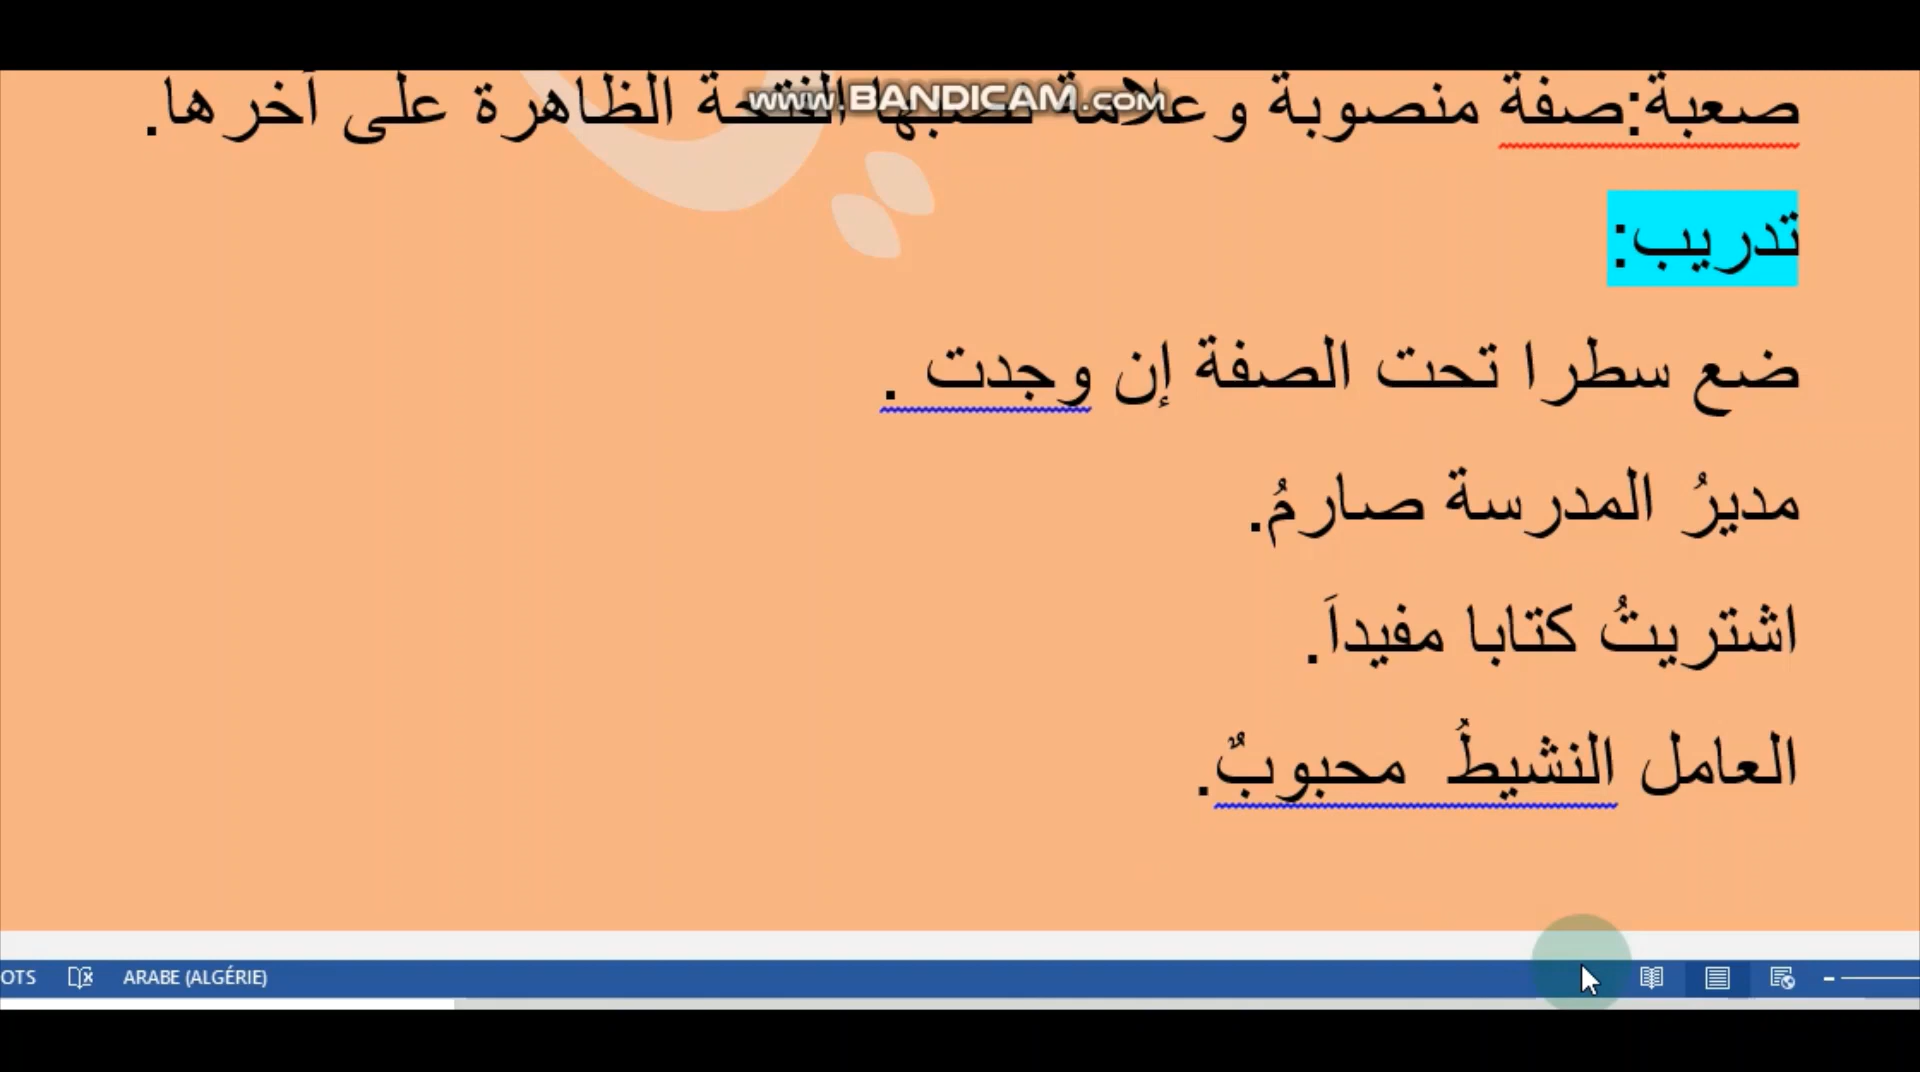 www.BANDICAM.com
صعبة:صفة منصوبة وعلامة نصبها الفتحة الظاهرة على آخرها.
تدريب:
ضع سطرا تحت الصفة إن وجدت .
مديرُ المدرسة صارمُ.
اشتريتُ كتابا مفيداَ.
العامل النشيطُ محبوبٌ.
OTS ARABE (ALGÉRIE)